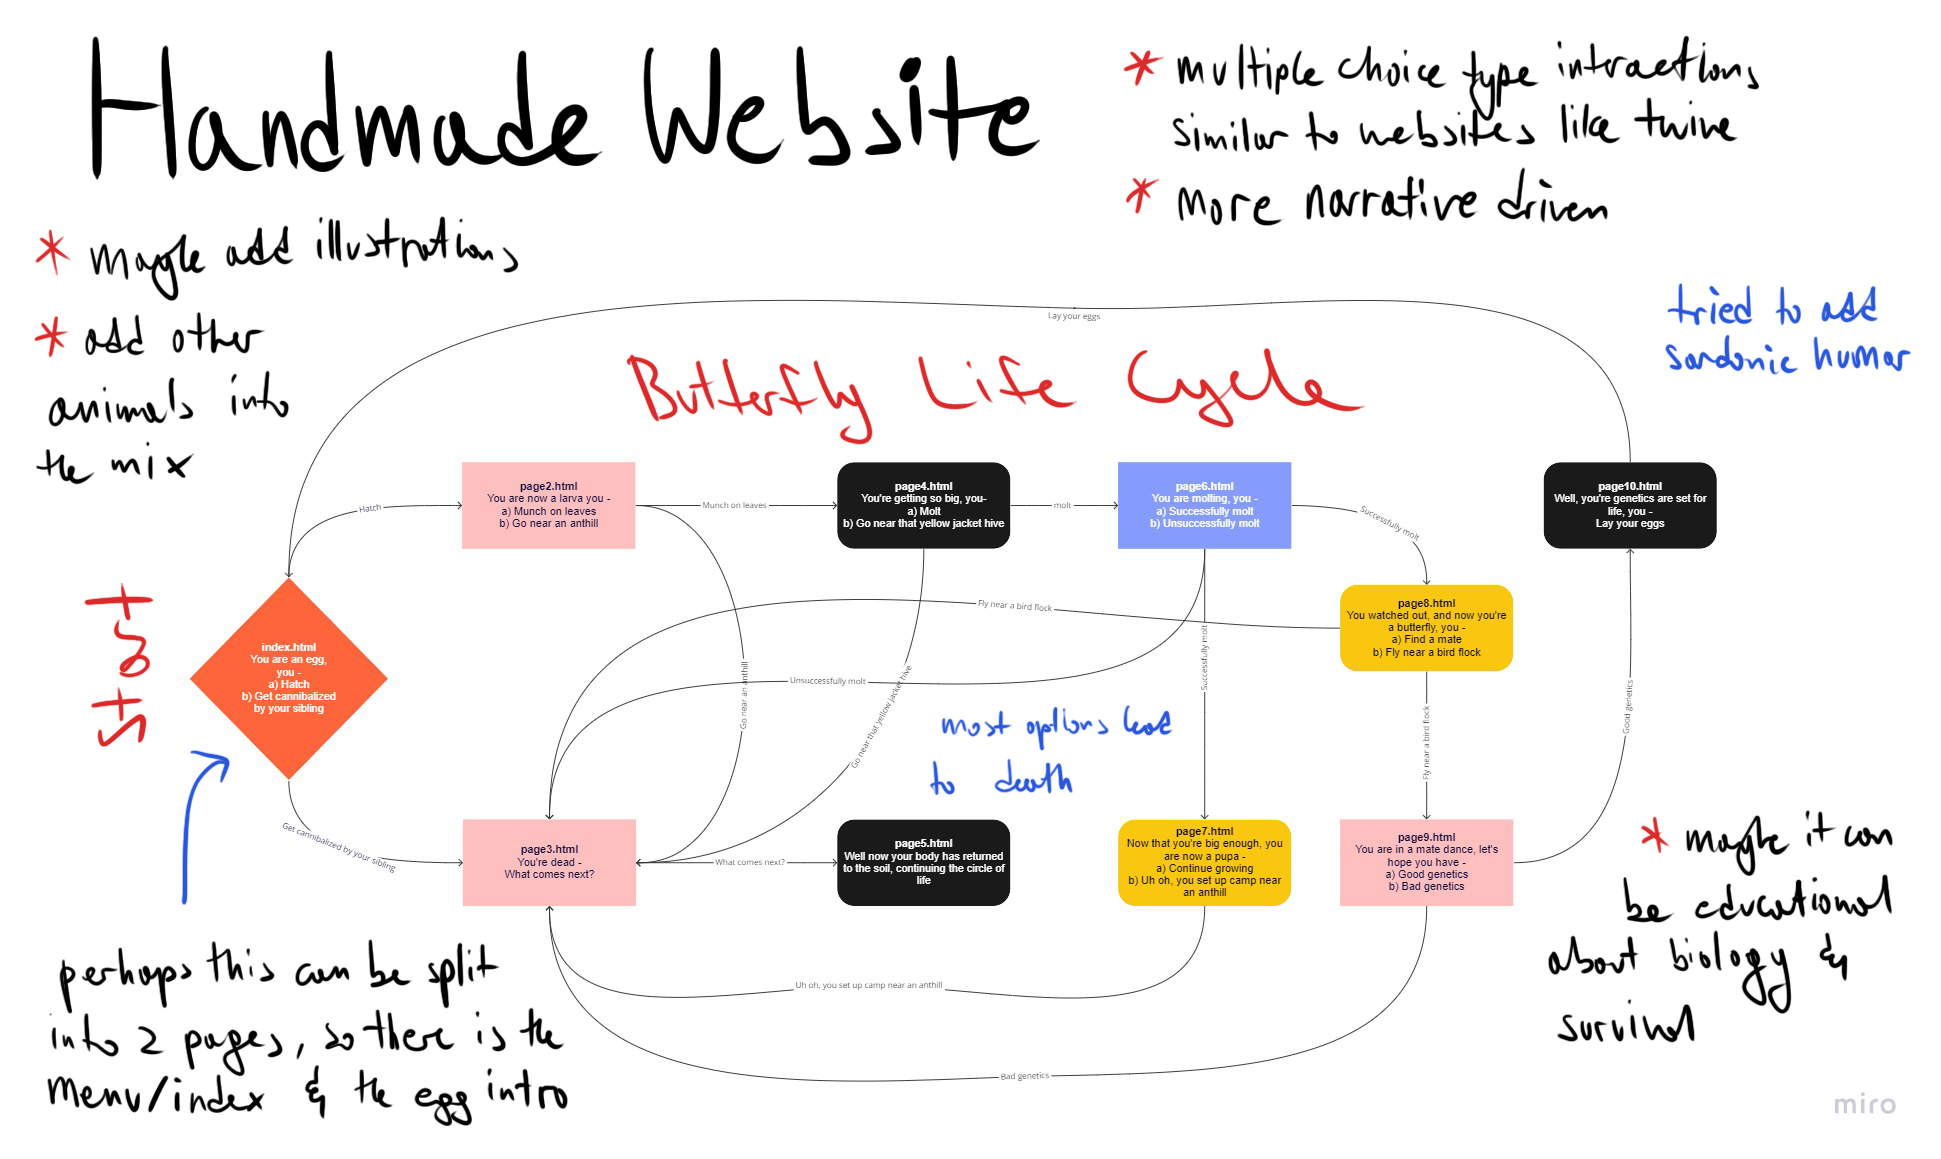 Handmade Website
* multiple choice type interactions
similar to websites like twine
* more narrative driven
* maybe add illustrations
* add other
animals into
the mix
tried to add
sardonic humor
Lay your eggs
Butterfly Life Cycle
Hatch
page2.html
You are now a larva you -
a) Munch on leaves
b) Go near an anthill
Munch on leaves
page4.html
You're getting so big, you-
a) Molt
b) Go near that yellow jacket hive
molt
page6.html
You are molting, you -
a) Successfully molt
b) Unsuccessfully molt
Successfully molt
page10.html
Well, you're genetics are set for
life, you -
Lay your eggs
start
index.html
You are an egg,
you -
a) Hatch
b) Get cannibalized
by your sibling
Fly near a bird flock
page8.html
You watched out, and now you're
a butterfly, you -
a) Find a mate
b) Fly near a bird flock
Unsuccessfully molt
Go near an anthill
Go near that yellow jacket hive
Successfully molt
Fly near a bird flock
Good genetics
most options lead
to death
Get cannibalized by your sibling
page3.html
You're dead -
What comes next?
What comes next?
page5.html
Well now your body has returned
to the soil, continuing the circle of
life
page7.html
Now that you're big enough, you
are now a pupa -
a) Continue growing
b) Uh oh, you set up camp near
an anthill
page9.html
You are in a mate dance, let's
hope you have -
a) Good genetics
b) Bad genetics
* maybe it can
be educational
about biology &
survival
perhaps this can be split
into 2 pages, so there is the
menu/index & the egg intro
Uh oh, you set up camp near an anthill
Bad genetics
miro